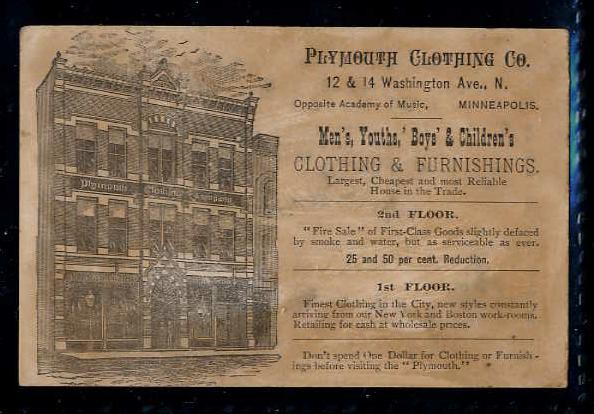 PLYMOUTH CLOTHING CO.
12 & 14 Washington Ave., N.
Opposite Academy of Music, MINNEAPOLIS.
Men's, Youths,' Boys' & Children's
CLOTHING & FURNISHINGS.
Largest, Cheapest and most Reliable
House in the Trade.
2nd FLOOR.
"Fire Sale" of First-Class Goods slightly defaced
by smoke and water, but as serviceable as ever.
25 and 50 per cent. Reduction.
1st FLOOR.
Finest Clothing in the City, new styles constantly
arriving from our New York and Boston work-rooms.
Retailing for cash at wholesale prices.
Don't spend One Dollar for Clothing or Furnish-
ings before visiting the "Plymouth."
Plymouth Clothing Company